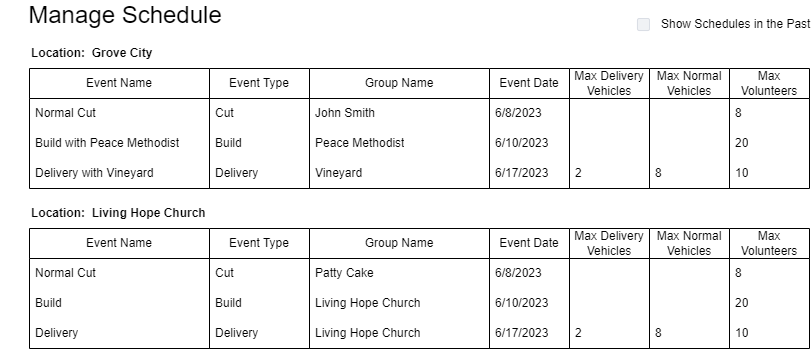 Manage Schedule
Show Schedules in the Past
Location: Grove City
Event Name Event Type Group Name Event Date Max Delivery Vehicles Max Normal Vehicles Max Volunteers
Normal Cut Cut John Smith 6/8/2023 8
Build with Peace Methodist Build Peace Methodist 6/10/2023 20
Delivery with Vineyard Delivery Vineyard 6/17/2023 2 8 10
Location: Living Hope Church
Event Name Event Type Group Name Event Date Max Delivery Vehicles Max Normal Vehicles Max Volunteers
Normal Cut Cut Patty Cake 6/8/2023 8
Build Build Living Hope Church 6/10/2023 20
Delivery Delivery Living Hope Church 6/17/2023 2 8 10